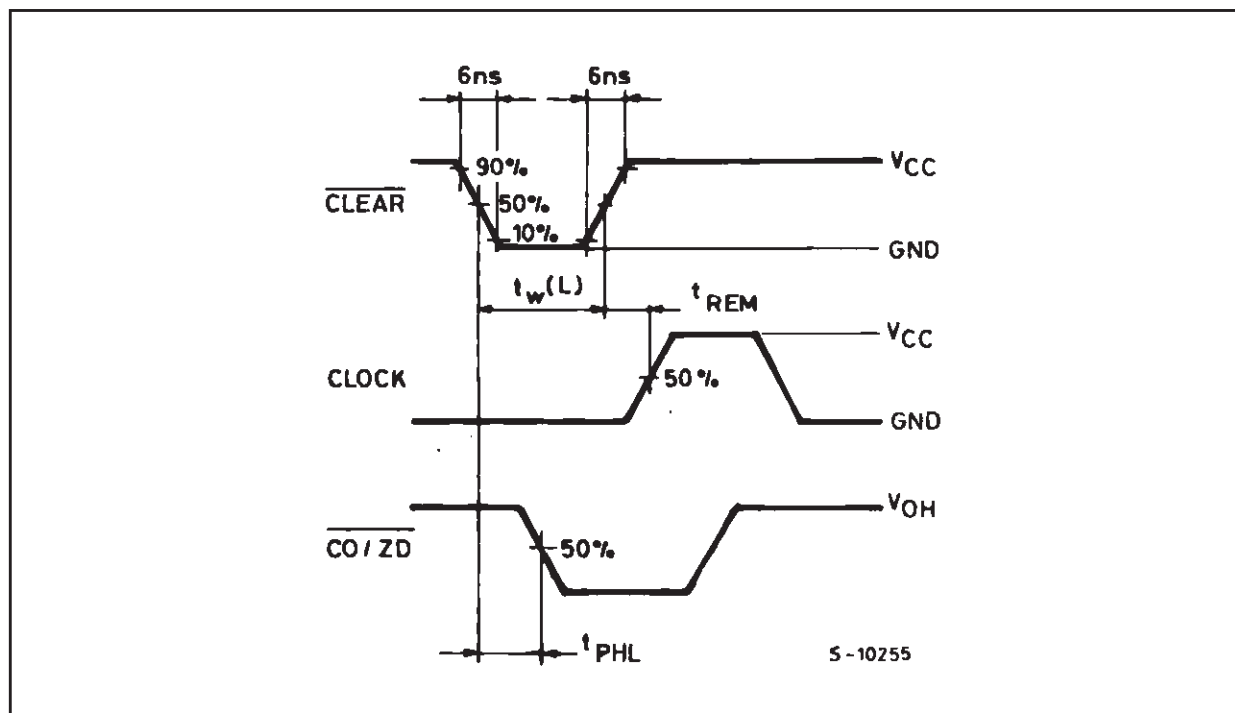 6ns 6ns
90%
VCC
CLEAR
50%
10%
GND
tw(L)
tREM
VCC
CLOCK
50%
GND
VOH
CO/ZD
50%
tPHL
S-10255